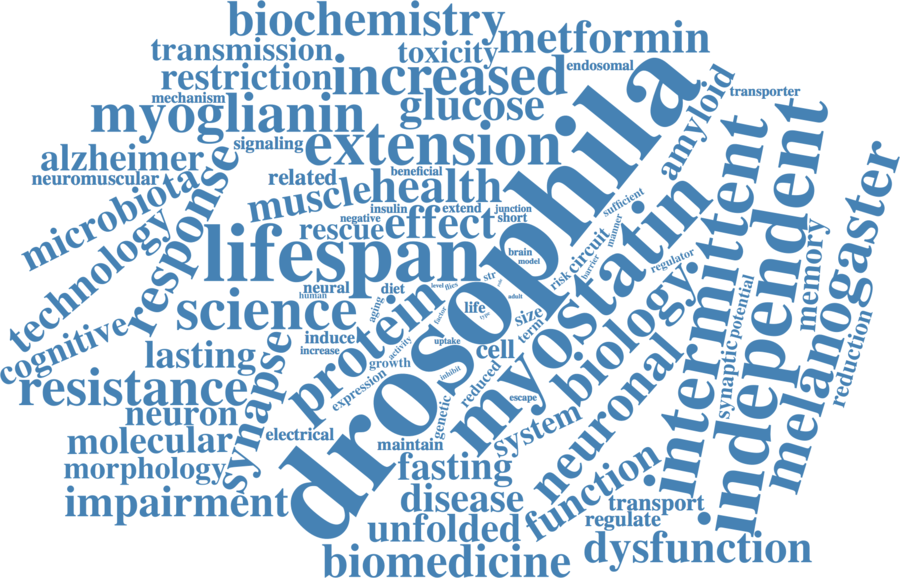 biochemistry
transmission
toxicity
metformin
restriction
increased
endosomal
mechanism
transporter
myoglianin
glucose
amyloid
signaling
extension
alzheimer
neuromuscular
related
beneficial
muscle
health
microbiota
response
insulin
extend
junction
negative
rescue
effect
short
sufficient
manner
circuit
technology
lifespan
drosophila
brain
model
risk
barrier
regulator
myostatin
intermittent
independent
memory
melanogaster
neural
human
diet
aging
level
flies
str
adult
type
science
protein
factor
life
size
term
cognitive
lasting
induce
increase
activity
uptake
cell
biology
potential
synaptic
reduction
resistance
synapse
growth
expression
inhibit
reduced
escape
neuronal
neuron
electrical
genetic
molecular
maintain
system
morphology
fasting
function
impairment
disease
transport
unfolded
regulate
biomedicine
dysfunction